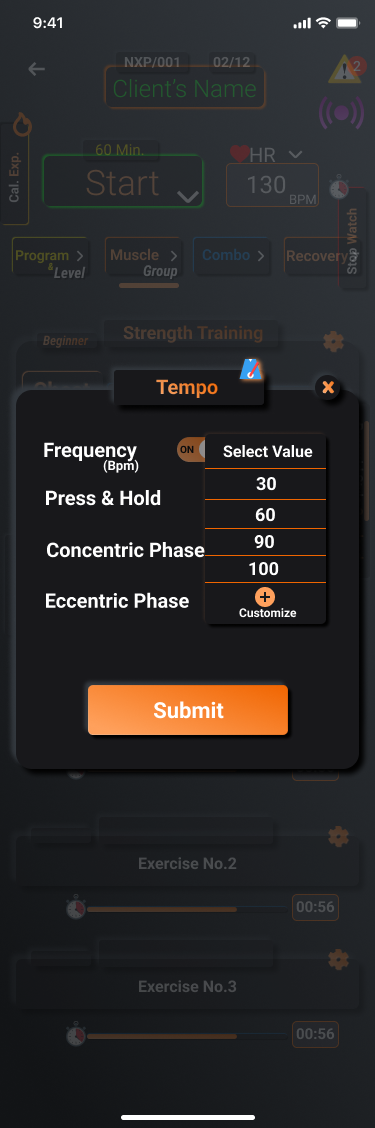 9:41
NXP/001 02/12
Client's Name
2
Cal. Exp.
60 Min.
Start
HR
130
BPM
Stop Watch
Program
& Level
Muscle
Group
Combo
Recovery
Beginner
Strength Training
Tempo
x
Frequency
(Bpm)
ON
Select Value
Press & Hold
30
60
Concentric Phase
90
100
Eccentric Phase
Customize
Submit
Exercise No.2
00:56
Exercise No.3
00:56